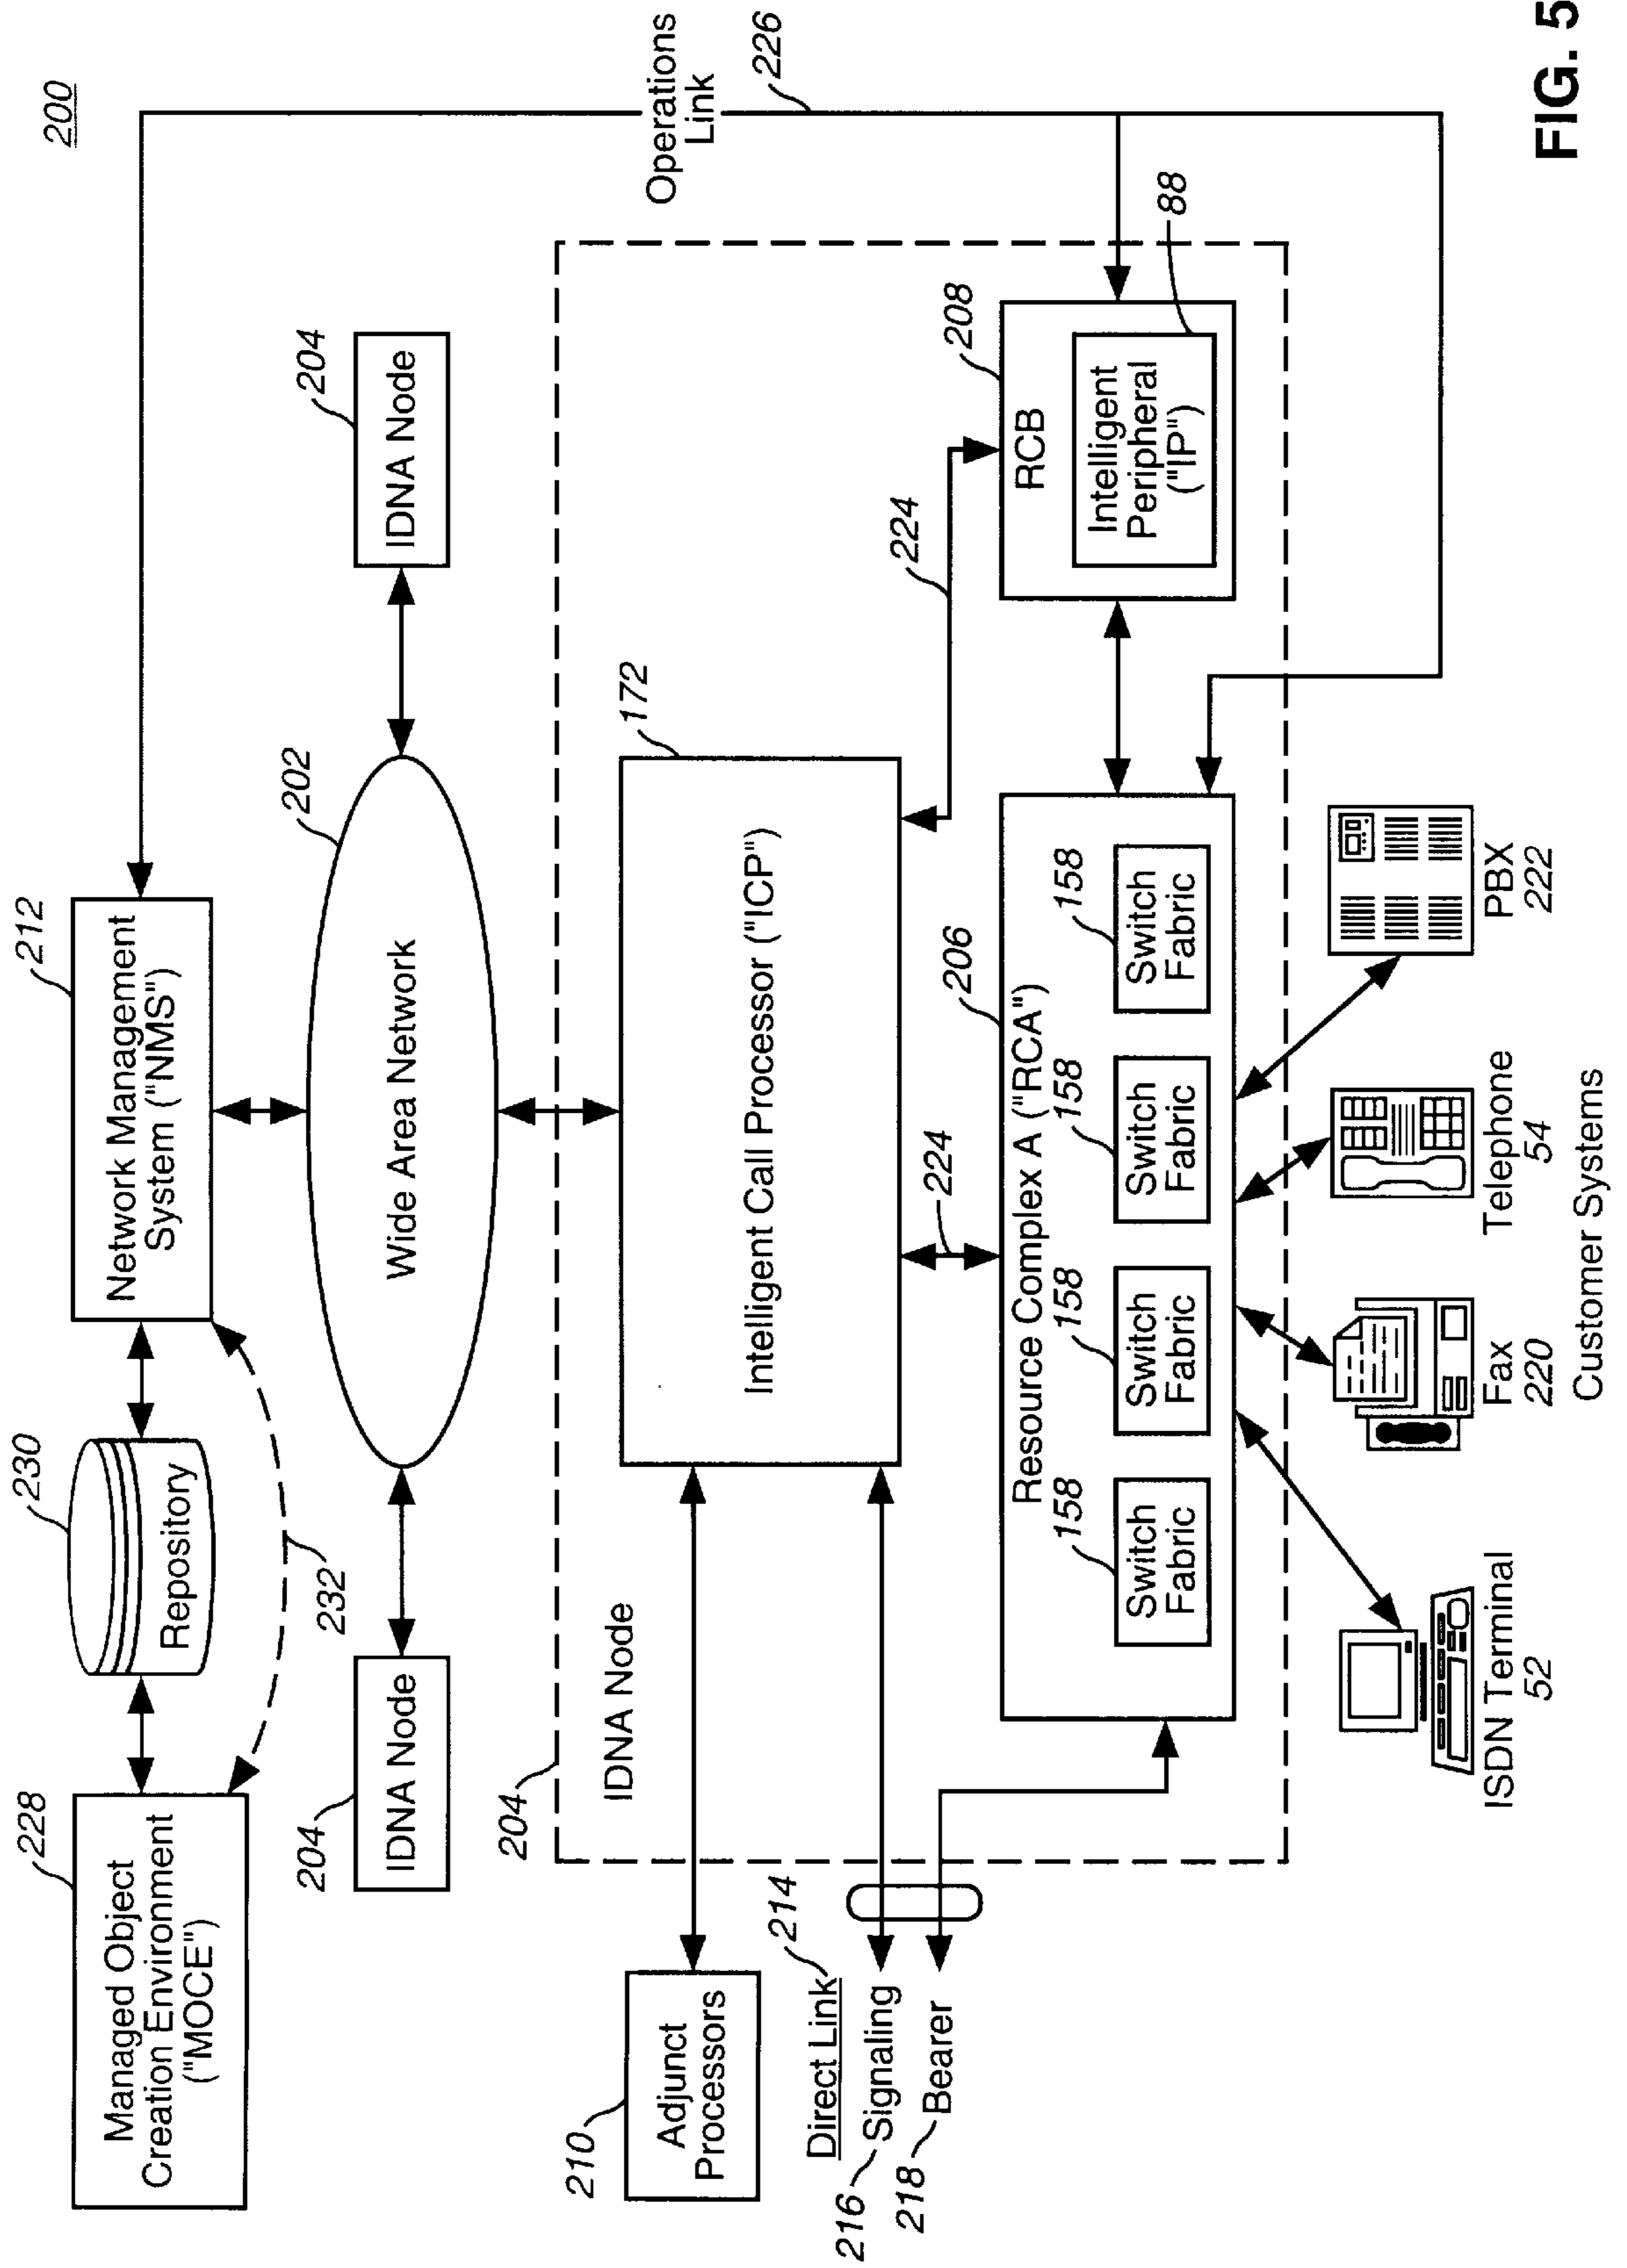 200
228
Managed Object
Creation Environment
("MOCE")
230
Repository
212
Network Management
System ("NMS")
232
204
IDNA Node
202
Wide Area Network
204
IDNA Node
Operations
Link
226
204
IDNA Node
210
Adjunct
Processors
172
Intelligent Call Processor ("ICP")
Direct Link
214
216
Signaling
218
Bearer
224
224
206
Resource Complex A ("RCA")
158
Switch
Fabric
158
Switch
Fabric
158
Switch
Fabric
158
Switch
Fabric
208
RCB
Intelligent
Peripheral
("IP")
88
ISDN Terminal
52
Fax
220
Telephone
54
PBX
222
Customer Systems
FIG. 5